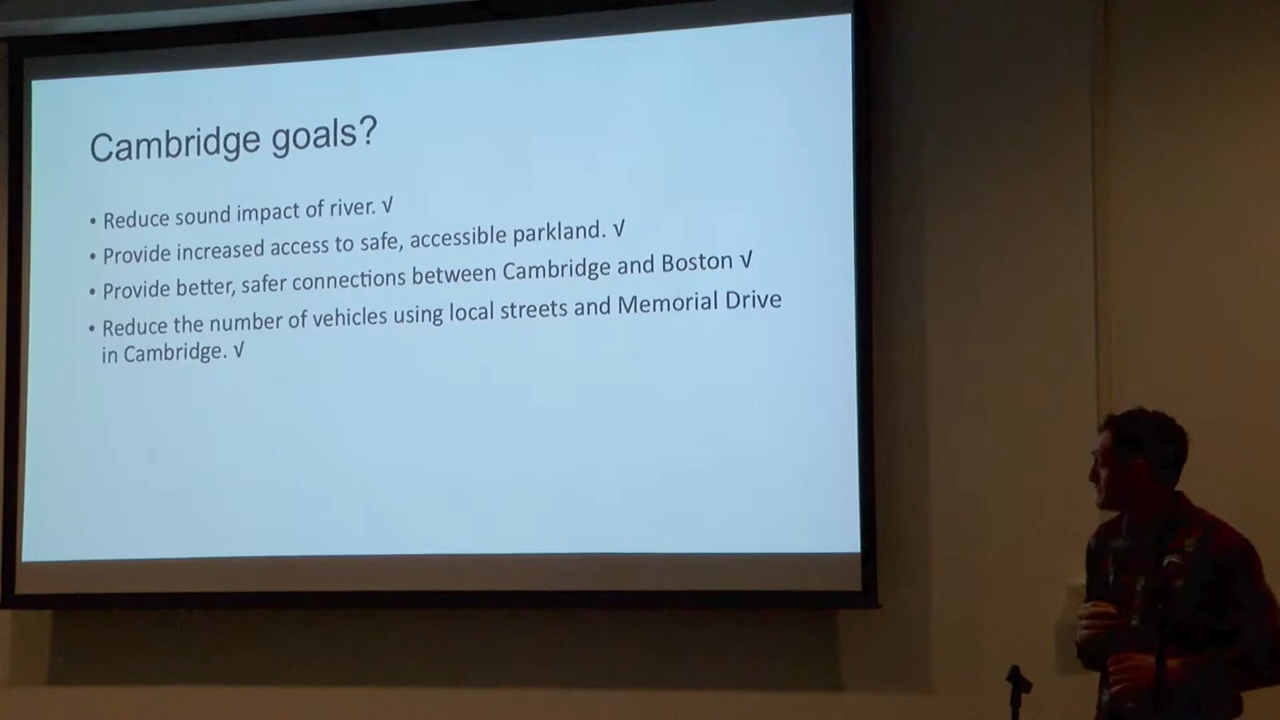 Cambridge goals?
• Reduce sound impact of river. √
• Provide increased access to safe, accessible parkland. √
• Provide better, safer connections between Cambridge and Boston √
• Reduce the number of vehicles using local streets and Memorial Drive
in Cambridge. √